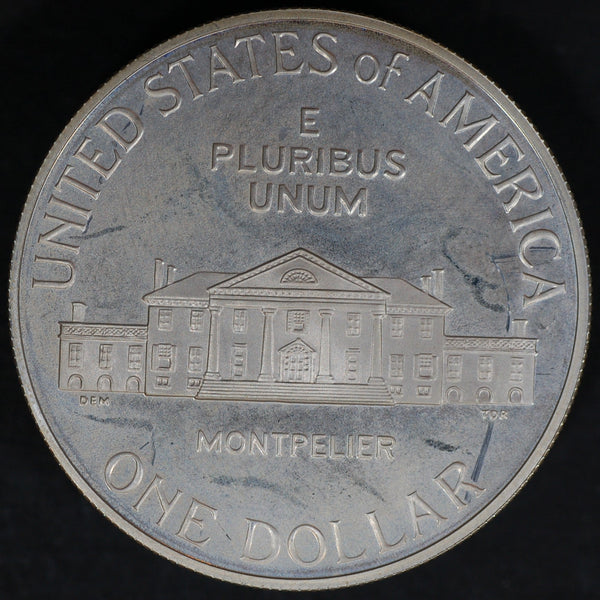 UNITED STATES of AMERICA
E
PLURIBUS
UNUM
DEM
TDR
MONTPELIER
ONE DOLLAR